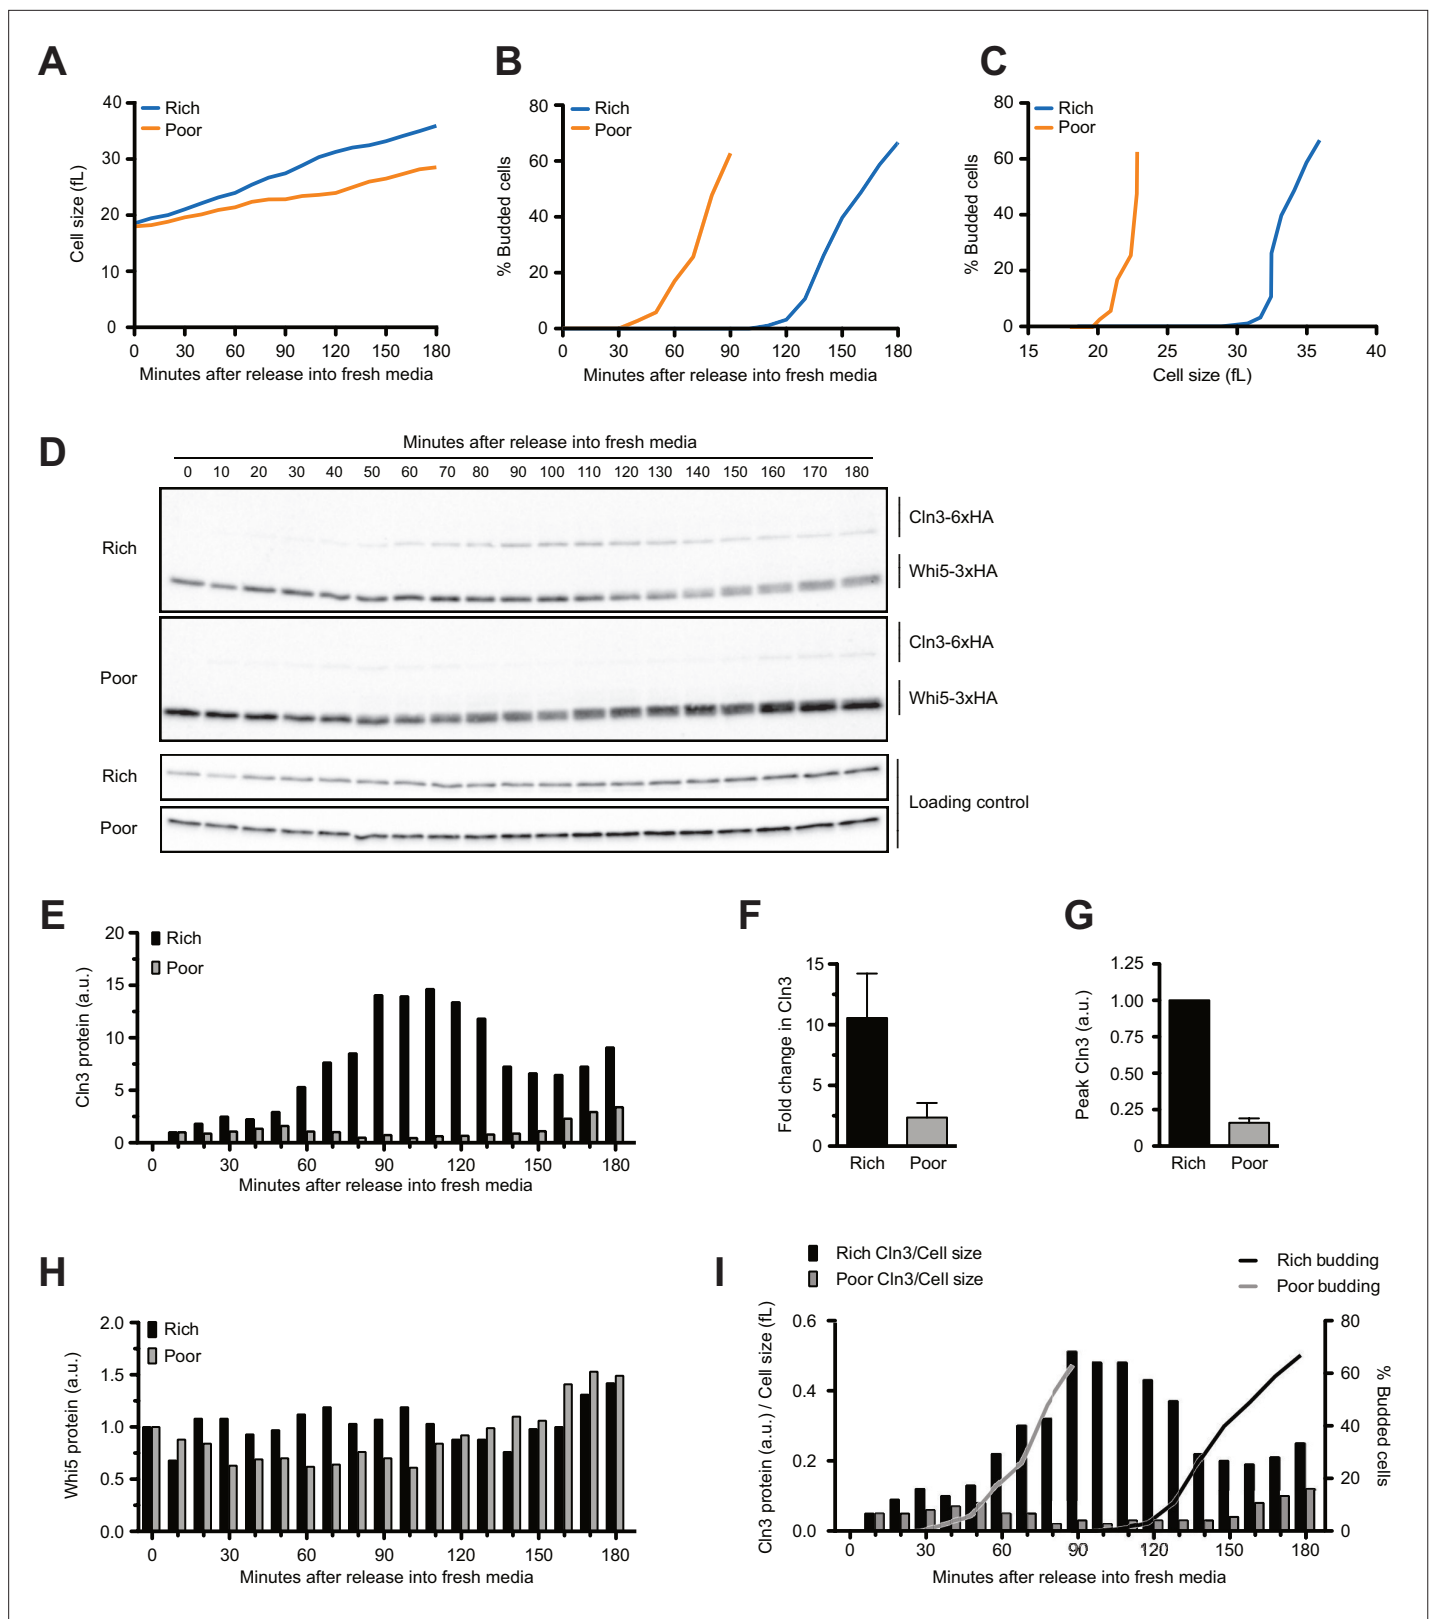 A
B
C
40
30
20
10
0
Rich
Poor
Cell size (fL)
0 30 60 90 120 150 180
Minutes after release into fresh media
80
60
40
20
0
Rich
Poor
% Budded cells
0 30 60 90 120 150 180
Minutes after release into fresh media
80
60
40
20
0
Rich
Poor
% Budded cells
15 20 25 30 35 40
Cell size (fL)
D
Minutes after release into fresh media
0 10 20 30 40 50 60 70 80 90 100 110 120 130 140 150 160 170 180
Rich
Cln3-6xHA
Whi5-3xHA
Poor
Cln3-6xHA
Whi5-3xHA
Rich
Poor
Loading control
E
20
15
10
5
0
Rich
Poor
Cln3 protein (a.u.)
0 30 60 90 120 150 180
Minutes after release into fresh media
F
15
10
5
0
Fold change in Cln3
Rich Poor
G
1.25
1.00
0.75
0.50
0.25
0
Peak Cln3 (a.u.)
Rich Poor
H
2.0
1.5
1.0
0.5
0.0
Rich
Poor
Whi5 protein (a.u.)
0 30 60 90 120 150 180
Minutes after release into fresh media
I
Rich Cln3/Cell size
Poor Cln3/Cell size
Rich budding
Poor budding
0.6
0.4
0.2
0.0
Cln3 protein (a.u.) / Cell size (fL)
80
60
40
20
0
% Budded cells
0 30 60 90 120 150 180
Minutes after release into fresh media